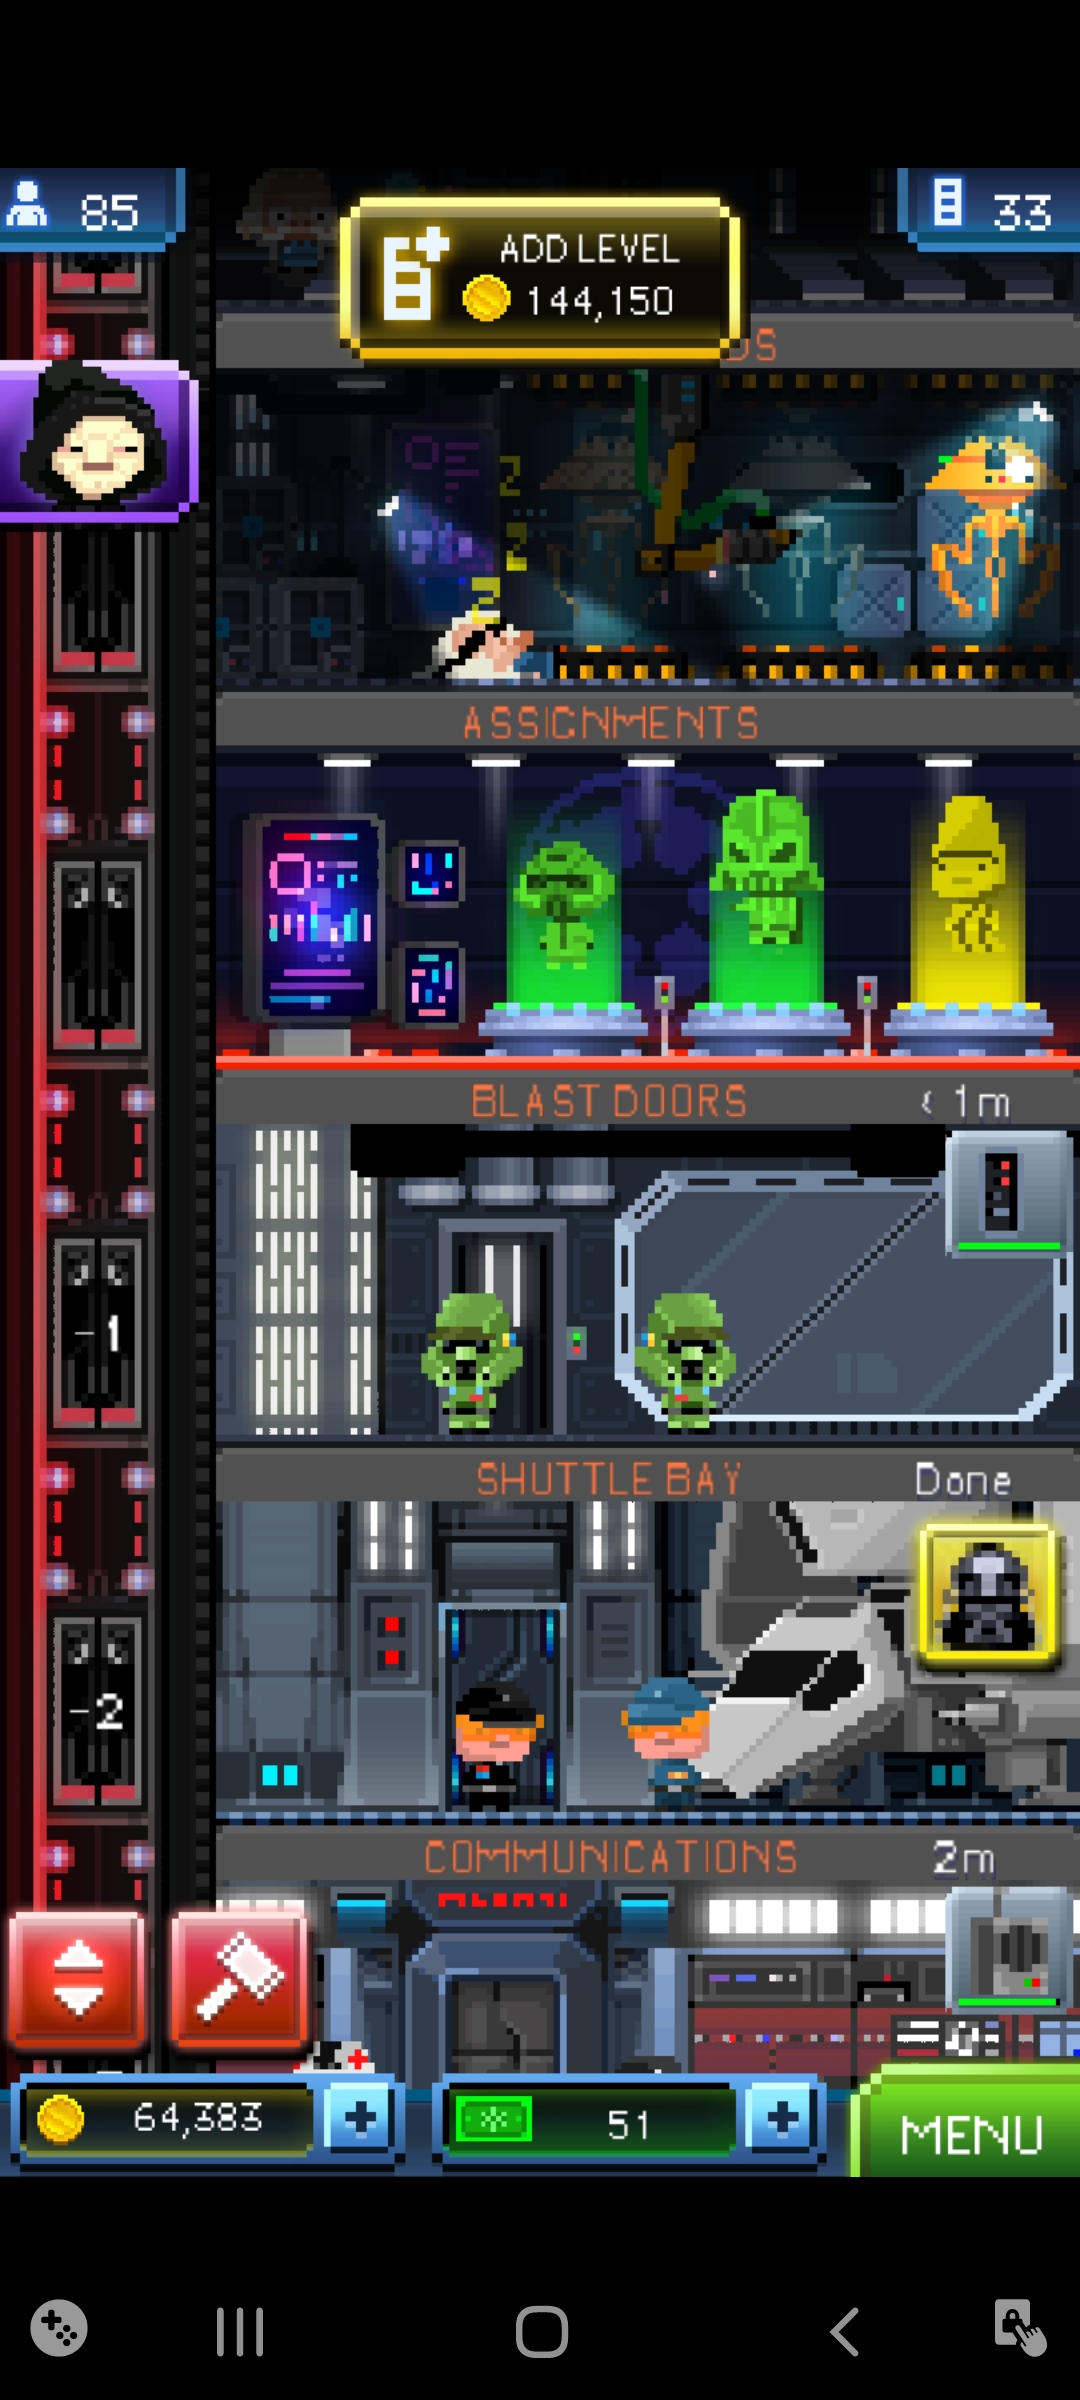 85
ADD LEVEL
144,150
33
DS
ASSIGNMENTS
BLAST DOORS < 1m
-1
SHUTTLE BAY Done
-2
COMMUNICATIONS 2m
64,383
51
MENU